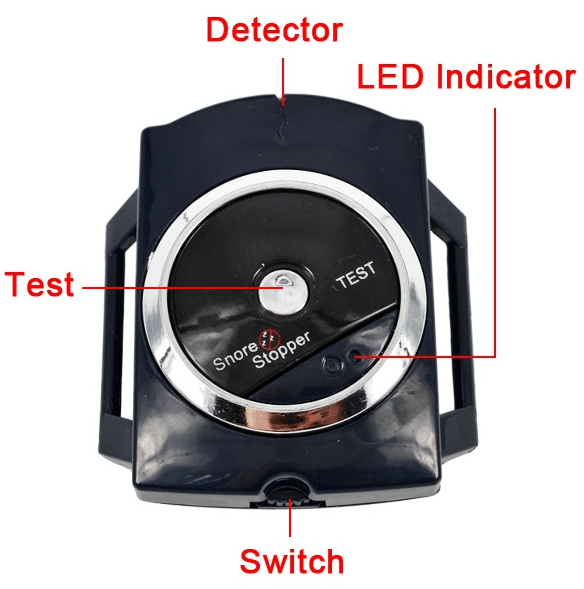 Detector
LED Indicator
Test
TEST
Snore
Stopper
Switch